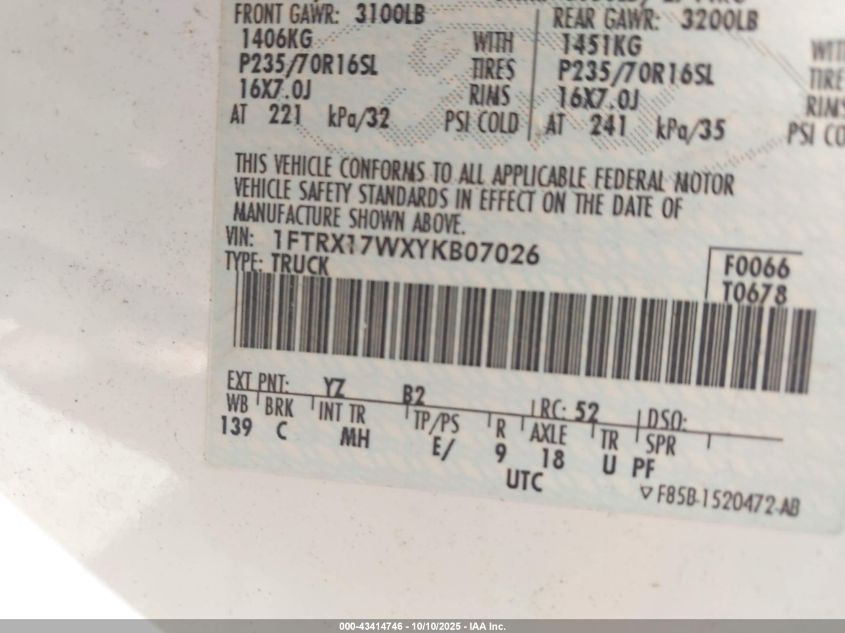 FRONT GAWR: 3100LB REAR GAWR: 3200LB
1406KG WITH 1451KG
P235/70R16SL TIRES P235/70R16SL
16X7.0J RIMS 16X7.0J
AT 221 kPa/32 PSI COLD AT 241 kPa/35 PSI CO
THIS VEHICLE CONFORMS TO ALL APPLICABLE FEDERAL MOTOR
VEHICLE SAFETY STANDARDS IN EFFECT ON THE DATE OF
MANUFACTURE SHOWN ABOVE.
VIN: 1FTRX17WXYKB07026
TYPE: TRUCK
F0066
T0678
EXT PNT: YZ B2 RC: 52 DSO:
WB BRK INT TR TP/PS R AXLE TR SPR
139 C MH E/ 9 18 U PF
UTC
F85B-1520472-AB
000-43414746 - 10/10/2025 - IAA Inc.